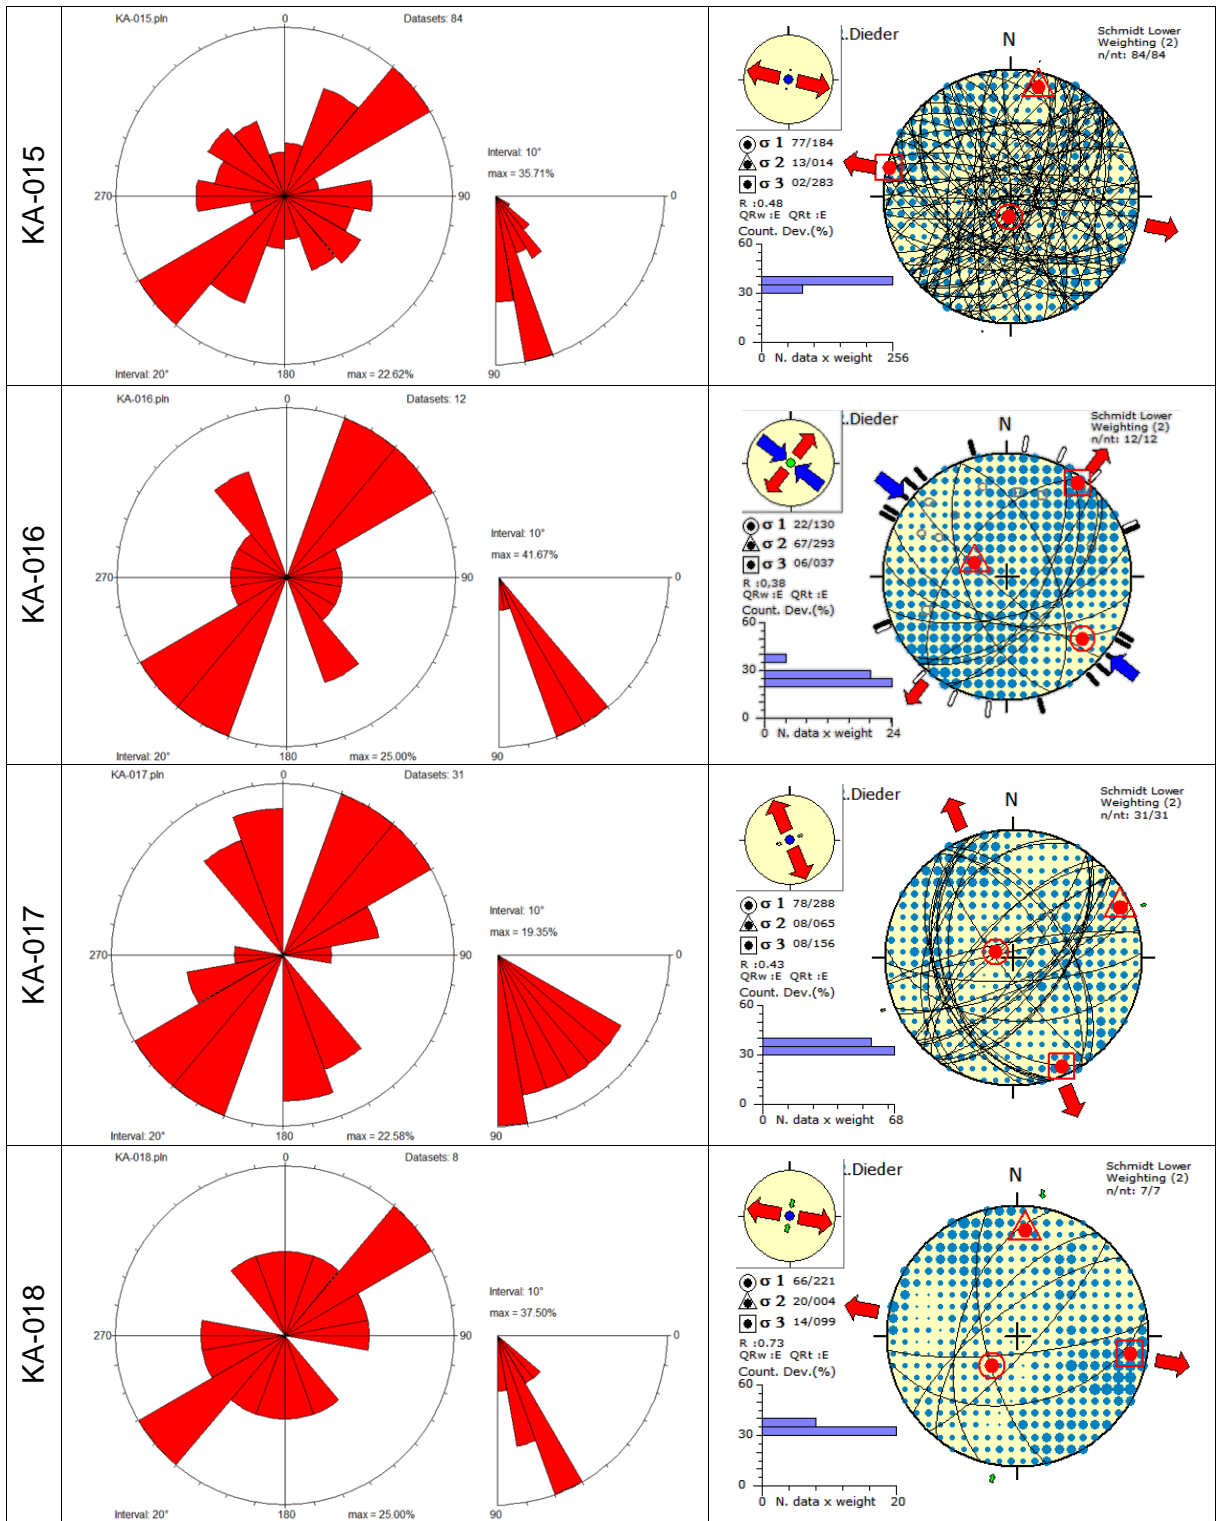 KA-015
KA-015.pln
0
Datasets: 84
270
90
Interval: 20°
180
max = 22.62%
Interval: 10°
max = 35.71%
0
90
R.Dieder
N
Schmidt Lower
Weighting (2)
n/nt: 84/84
σ 1 77/184
σ 2 13/014
σ 3 02/283
R :0.48
QRw :E QRt :E
Count. Dev.(%)
60
30
0
0 N. data x weight 256
KA-016
KA-016.pln
0
Datasets: 12
270
90
Interval: 20°
180
max = 25.00%
Interval: 10°
max = 41.67%
0
90
R.Dieder
N
Schmidt Lower
Weighting (2)
n/nt: 12/12
σ 1 22/130
σ 2 67/293
σ 3 06/037
R :0,38
QRw :E QRt :E
Count. Dev.(%)
60
30
0
0 N. data x weight 24
KA-017
KA-017.pln
0
Datasets: 31
270
90
Interval: 20°
180
max = 22.58%
Interval: 10°
max = 19.35%
0
90
R.Dieder
N
Schmidt Lower
Weighting (2)
n/nt: 31/31
σ 1 78/288
σ 2 08/065
σ 3 08/156
R :0.43
QRw :E QRt :E
Count. Dev.(%)
60
30
0
0 N. data x weight 68
KA-018
KA-018.pln
0
Datasets: 8
270
90
Interval: 20°
180
max = 25.00%
Interval: 10°
max = 37.50%
0
90
R.Dieder
N
Schmidt Lower
Weighting (2)
n/nt: 7/7
σ 1 66/221
σ 2 20/004
σ 3 14/099
R :0.73
QRw :E QRt :E
Count. Dev.(%)
60
30
0
0 N. data x weight 20